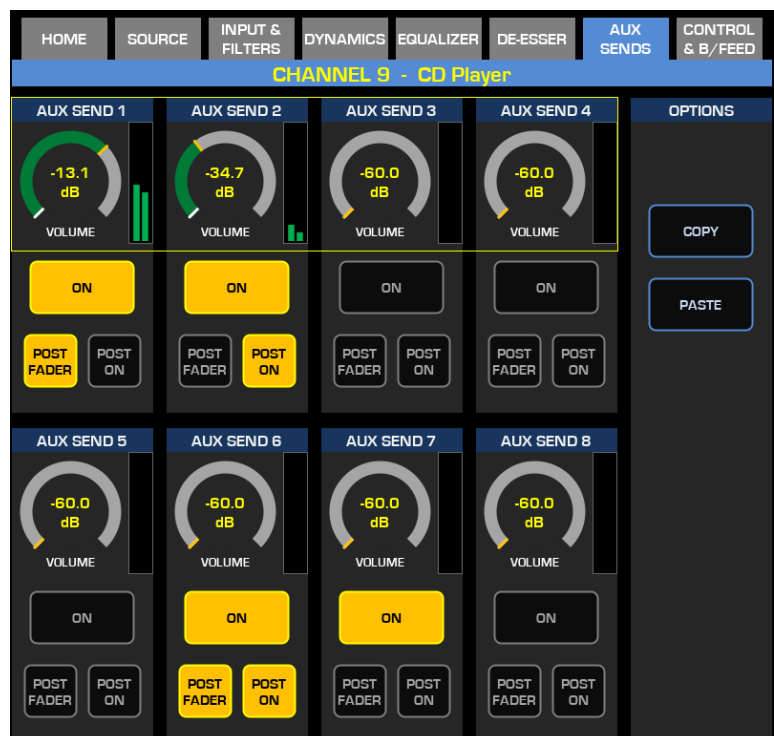 HOME
SOURCE
INPUT &
FILTERS
DYNAMICS
EQUALIZER
DE-ESSER
AUX
SENDS
CONTROL
& B/FEED
CHANNEL 9 - CD Player
AUX SEND 1
-13.1
dB
VOLUME
ON
POST
FADER
POST
ON
AUX SEND 2
-34.7
dB
VOLUME
ON
POST
FADER
POST
ON
AUX SEND 3
-60.0
dB
VOLUME
ON
POST
FADER
POST
ON
AUX SEND 4
-60.0
dB
VOLUME
ON
POST
FADER
POST
ON
OPTIONS
COPY
PASTE
AUX SEND 5
-60.0
dB
VOLUME
ON
POST
FADER
POST
ON
AUX SEND 6
-60.0
dB
VOLUME
ON
POST
FADER
POST
ON
AUX SEND 7
-60.0
dB
VOLUME
ON
POST
FADER
POST
ON
AUX SEND 8
-60.0
dB
VOLUME
ON
POST
FADER
POST
ON